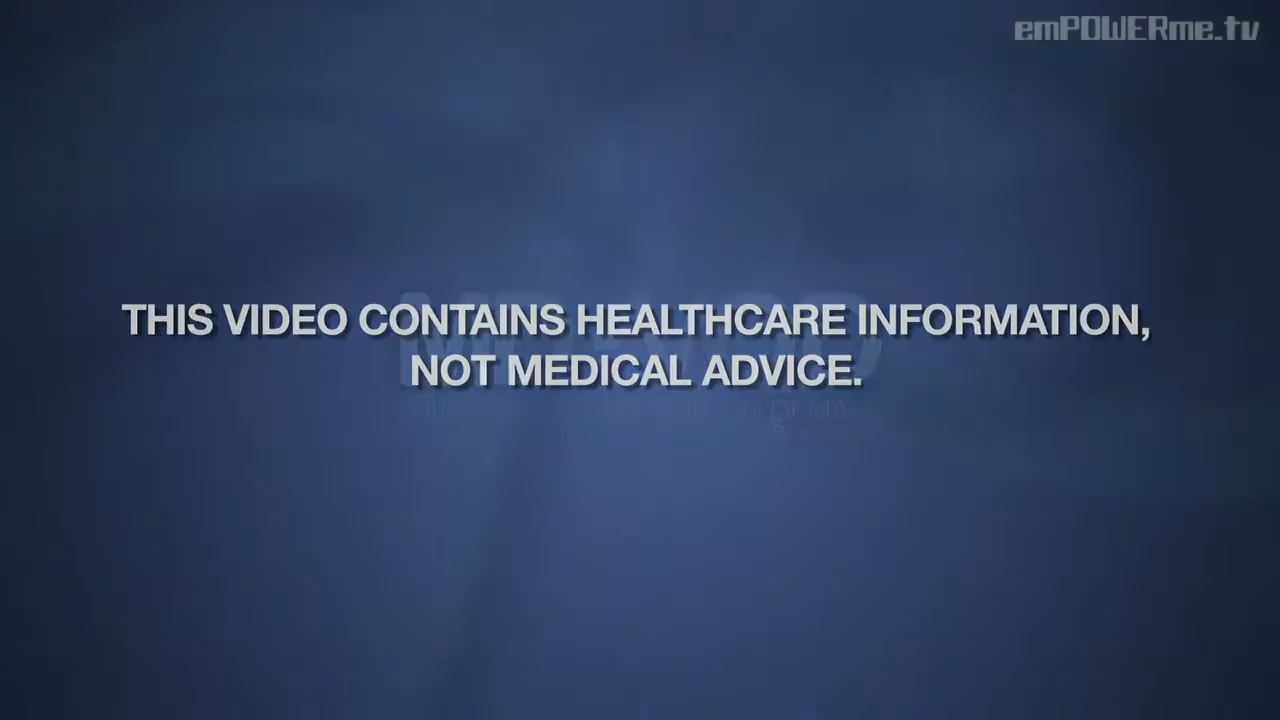 emPOWERme.tv
THIS VIDEO CONTAINS HEALTHCARE INFORMATION,
NOT MEDICAL ADVICE.